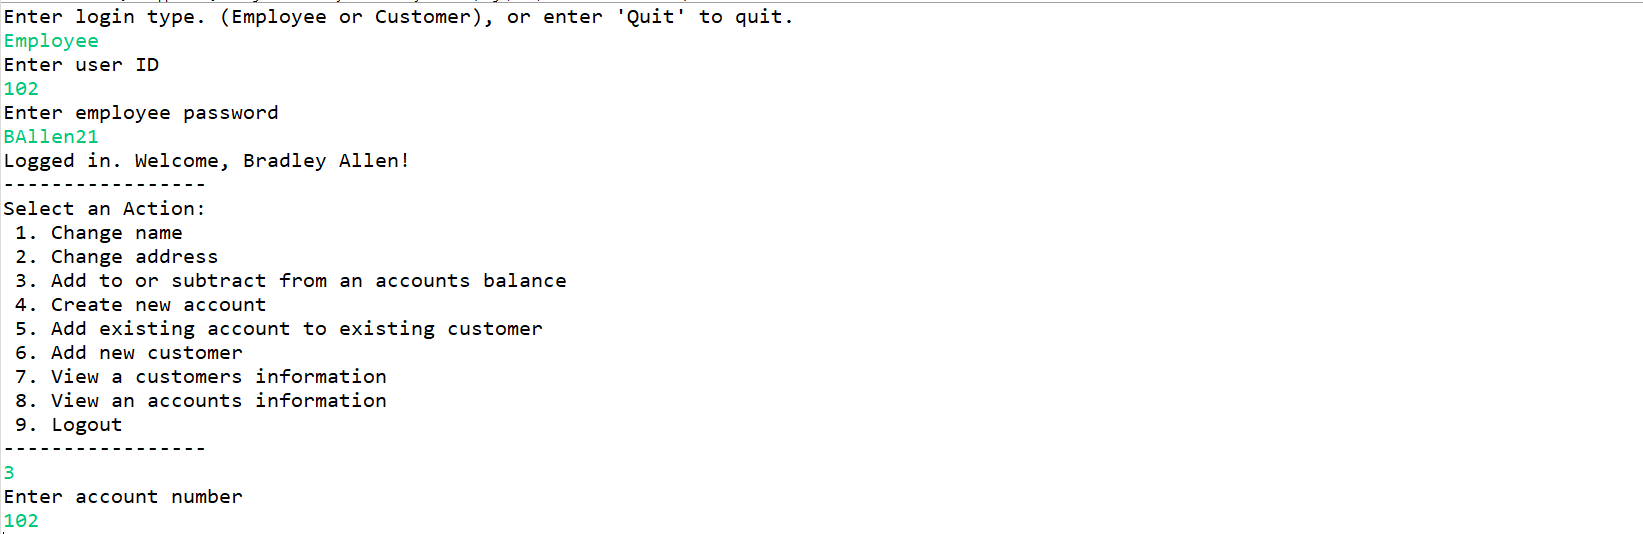 Enter login type. (Employee or Customer), or enter 'Quit' to quit.
Employee
Enter user ID
102
Enter employee password
BAllen21
Logged in. Welcome, Bradley Allen!
-----------------
Select an Action:
1. Change name
2. Change address
3. Add to or subtract from an accounts balance
4. Create new account
5. Add existing account to existing customer
6. Add new customer
7. View a customers information
8. View an accounts information
9. Logout
-----------------
3
Enter account number
102